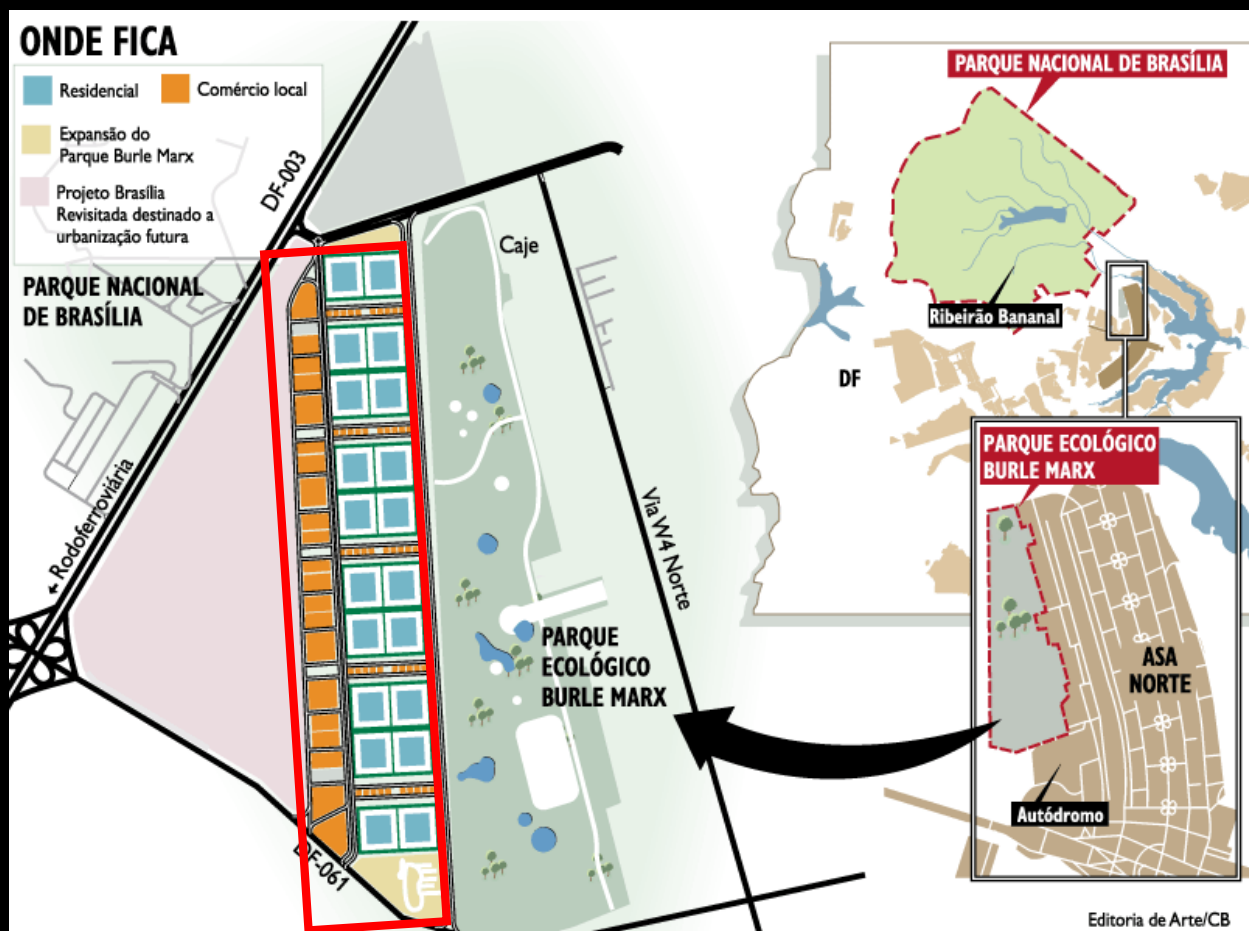 ONDE FICA
Residencial
Comércio local
Expansão do
Parque Burle Marx
Projeto Brasília
Revisitada destinado a
urbanização futura
PARQUE NACIONAL
DE BRASÍLIA
DF-003
Rodoferroviária
DF-061
Caje
Via W4 Norte
PARQUE
ECOLÓGICO
BURLE MARX
PARQUE NACIONAL DE BRASÍLIA
Ribeirão Bananal
DF
PARQUE ECOLÓGICO
BURLE MARX
ASA
NORTE
Autódromo
Editoria de Arte/CB